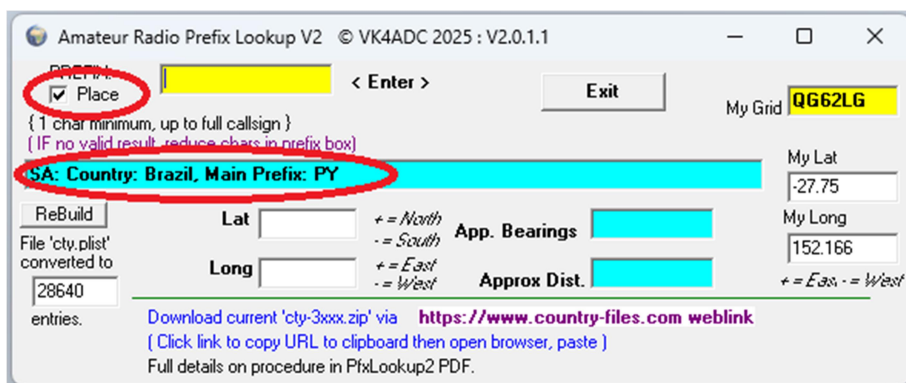 Amateur Radio Prefix Lookup V2 © VK4ADC 2025 : V2.0.1.1
PREFIX:
Place
< Enter >
Exit
My Grid
QG62LG
{ 1 char minimum, up to full callsign }
( IF no valid result, reduce chars in prefix box)
SA: Country: Brazil, Main Prefix: PY
My Lat
-27.75
My Long
152.166
+ = East, - = West
ReBuild
File 'cty.plist'
converted to
28640
entries.
Lat
+ = North
- = South
App. Bearings
Long
+ = East
- = West
Approx Dist.
Download current 'cty-3xxx.zip' via https://www.country-files.com weblink
( Click link to copy URL to clipboard then open browser, paste )
Full details on procedure in PfxLookup2 PDF.